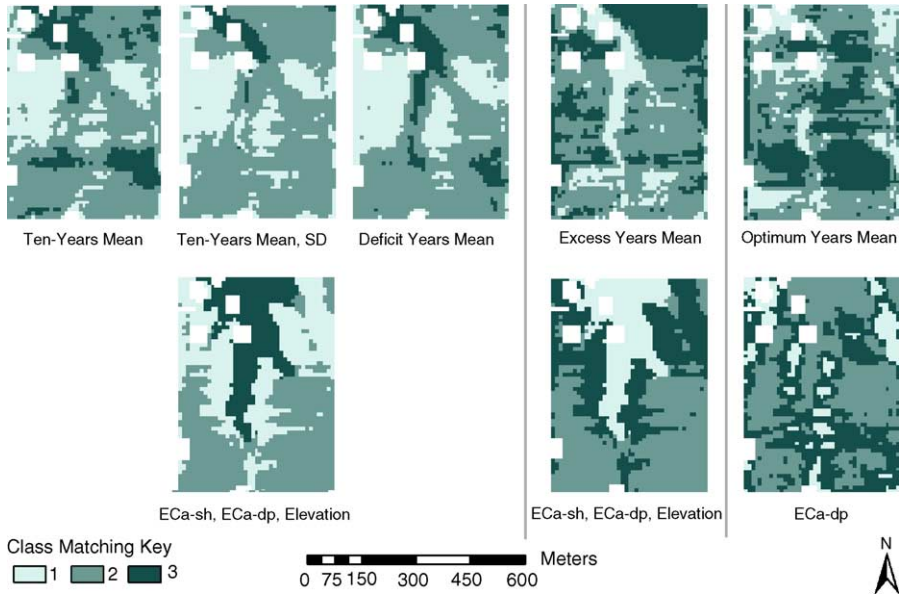 Ten-Years Mean
Ten-Years Mean, SD
Deficit Years Mean
Excess Years Mean
Optimum Years Mean
ECa-sh, ECa-dp, Elevation
ECa-sh, ECa-dp, Elevation
ECa-dp
Class Matching Key
1 2 3
Meters
0 75 150 300 450 600
N